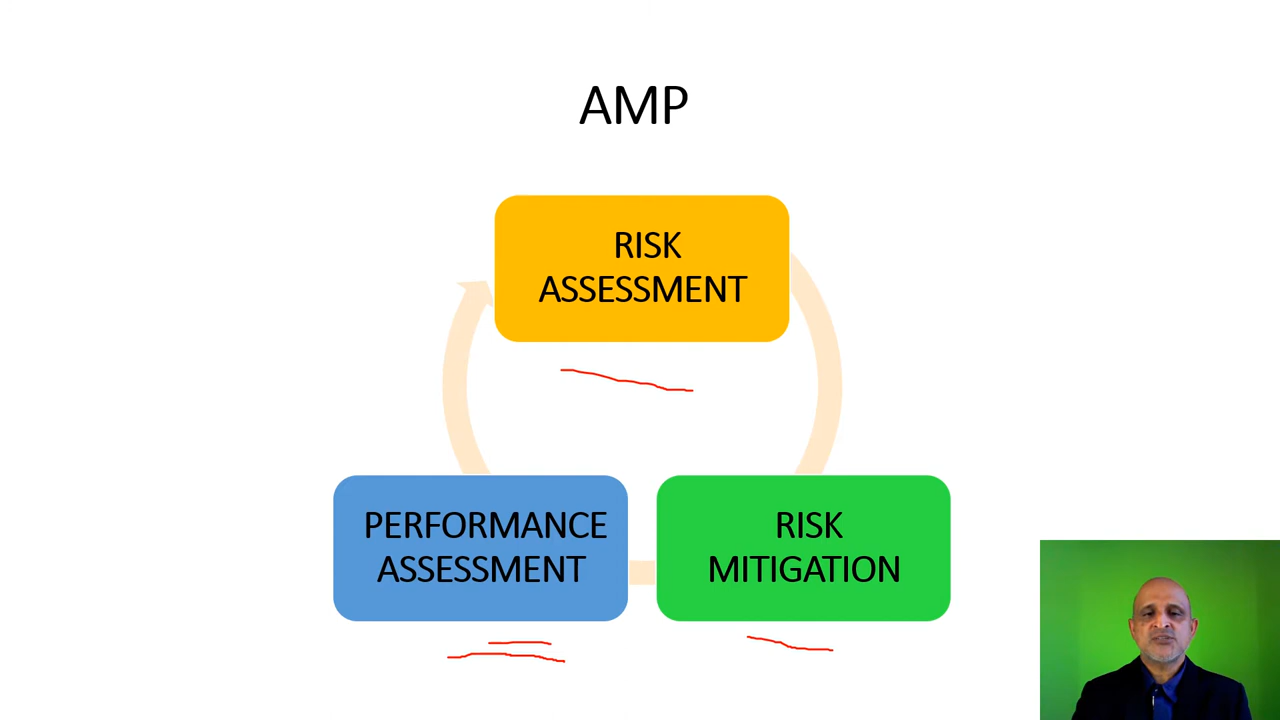 AMP
RISK
ASSESSMENT
PERFORMANCE
ASSESSMENT
RISK
MITIGATION